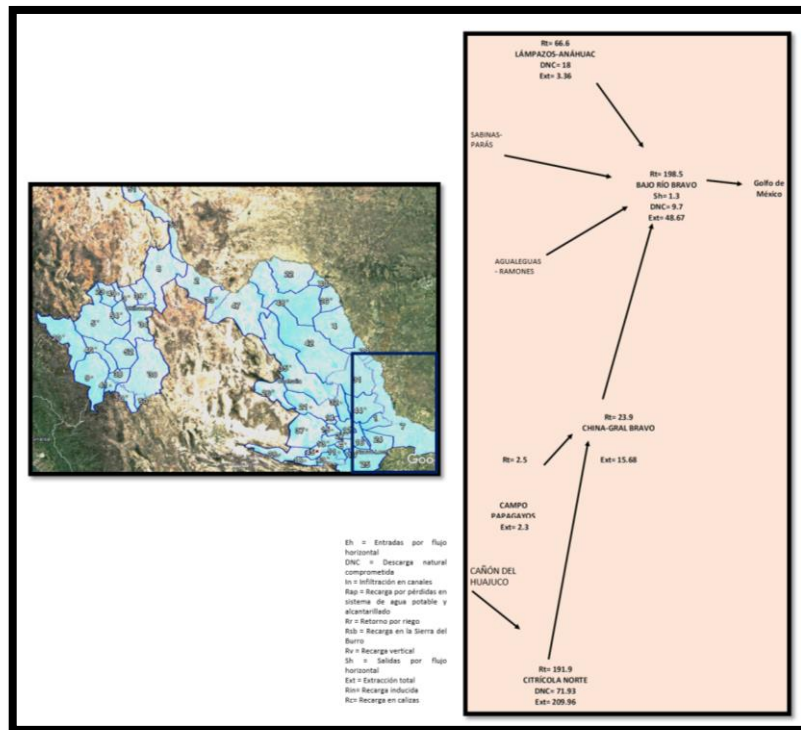 Rt= 66.6
LÁMPAZOS-ANÁHUAC
DNC= 18
Ext= 3.36
SABINAS-
PARÁS
Rt= 198.5
BAJO RÍO BRAVO
Sh= 1.3
DNC= 9.7
Ext= 48.67
Golfo de
México
AGUALEGUAS
- RAMONES
Rt= 23.9
CHINA-GRAL BRAVO
Rt= 2.5
Ext= 15.68
CAMPO
PAPAGAYOS
Ext= 2.3
CAÑÓN DEL
HUAJUCO
Rt= 191.9
CITRÍCOLA NORTE
DNC= 71.93
Ext= 209.96
Eh = Entradas por flujo
horizontal
DNC = Descarga natural
comprometida
In = Infiltración en canales
Rap = Recarga por pérdidas en
sistema de agua potable y
alcantarillado
Rr = Retorno por riego
Rsb = Recarga en la Sierra del
Burro
Rv = Recarga vertical
Sh = Salidas por flujo
horizontal
Ext = Extracción total
Rin= Recarga inducida
Rc= Recarga en calizas
2
22
47
42
7
25
Goo